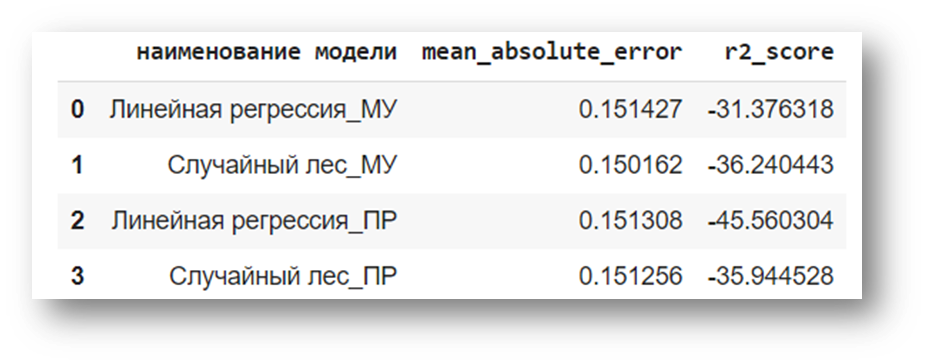 наименование модели mean_absolute_error r2_score
0 Линейная регрессия_МУ 0.151427 -31.376318
1 Случайный лес_МУ 0.150162 -36.240443
2 Линейная регрессия_ПР 0.151308 -45.560304
3 Случайный лес_ПР 0.151256 -35.944528